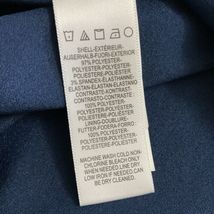 SHELL-EXTÉRIEUR-
AUßERHALB-FUORI-EXTERIOR
97% POLYESTER-
POLYESTER-POLYESTER-
POLIESTERE-POLIÉSTER
3% SPANDEX-ÉLASTHANNE-
ELASTAN-ELASTAN-ELASTANO
CONTRAST-CONTRASTE-
KONTRAST-CONTRASTO-
CONTRASTE
100% POLYESTER-
POLYESTER-POLYESTER-
POLIESTERE-POLIÉSTER
LINING-DOUBLURE-
FUTTER-FODERA-FORRO
100% POLYESTER-
POLYESTER-POLYESTER-
POLIESTERE-POLIÉSTER
MACHINE WASH COLD.NON-
CHLORINE BLEACH ONLY
WHEN NEEDED.LINE DRY.
LOW IRON IF NEEDED.CAN
BE DRY CLEANED.